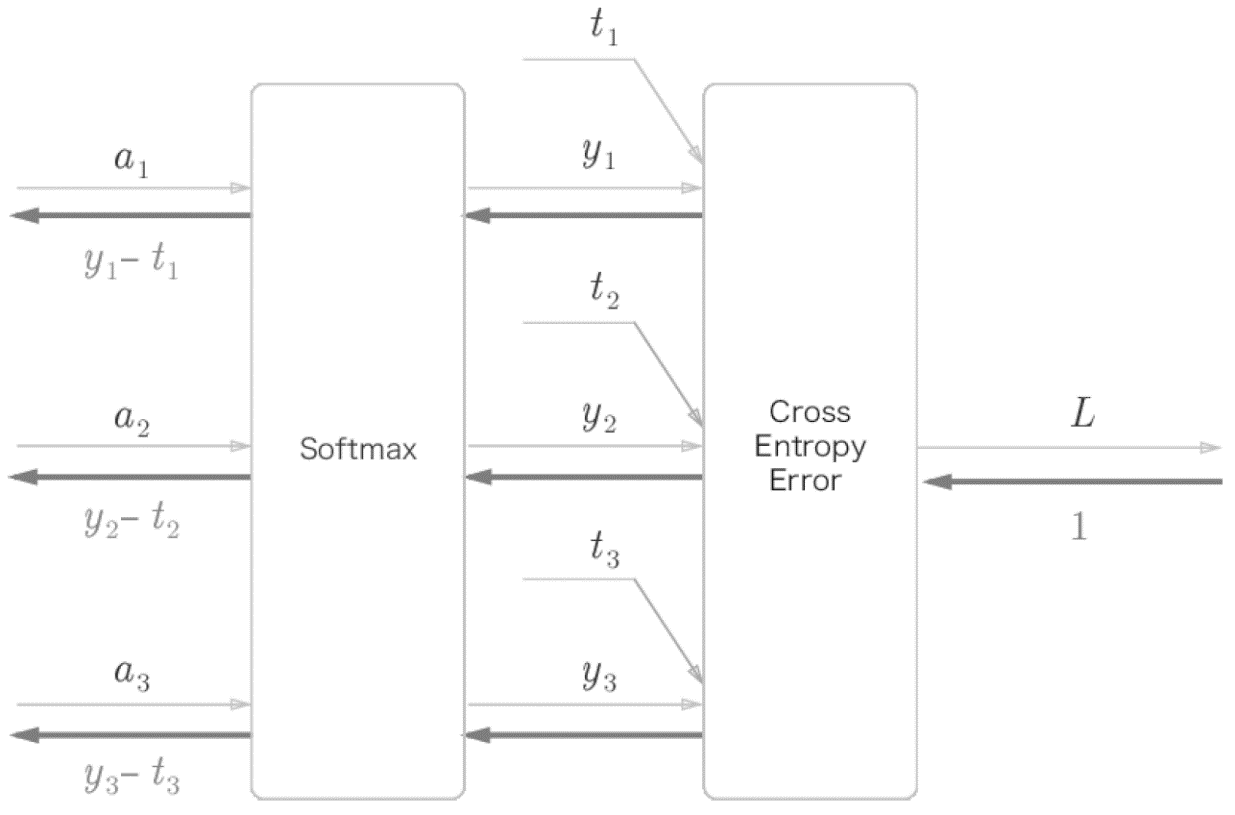 t₁
a₁
y₁
y₁– t₁
t₂
a₂
y₂
Softmax
Cross
Entropy
Error
L
y₂– t₂
1
t₃
a₃
y₃
y₃– t₃